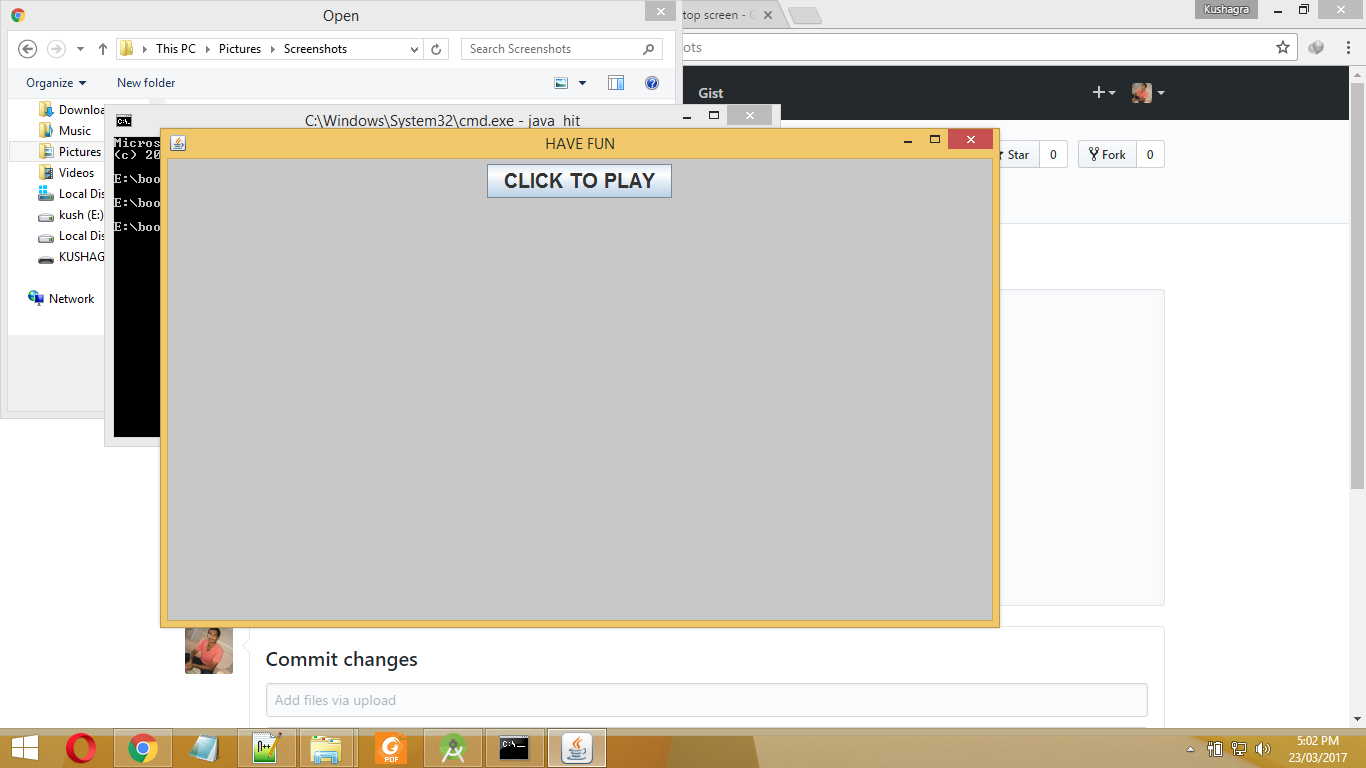 Open
top screen -
Kushagra
This PC
Pictures
Screenshots
Search Screenshots
ots
Organize
New folder
Gist
Music
Pictures
Videos
Local Dis
kush (E:)
Local Dis
KUSHAG
Network
C:\Windows\System32\cmd.exe - java hit
Micros
(c) 20
E:\boo
E:\boo
E:\boo
HAVE FUN
CLICK TO PLAY
Star
0
Fork
0
Commit changes
Add files via upload
PDF
5:02 PM
23/03/2017